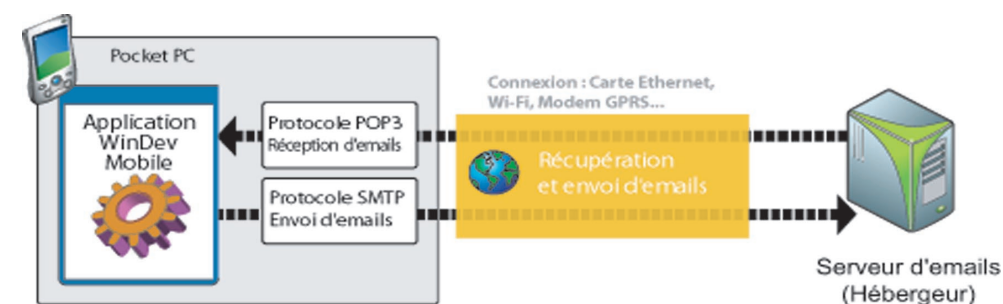 Pocket PC
Connexion : Carte Ethernet,
Wi-Fi, Modem GPRS...
Application
WinDev
Mobile
Protocole POP3
Réception d'emails
Récupération
et envoi d'emails
Protocole SMTP
Envoi d'emails
Serveur d'emails
(Hébergeur)